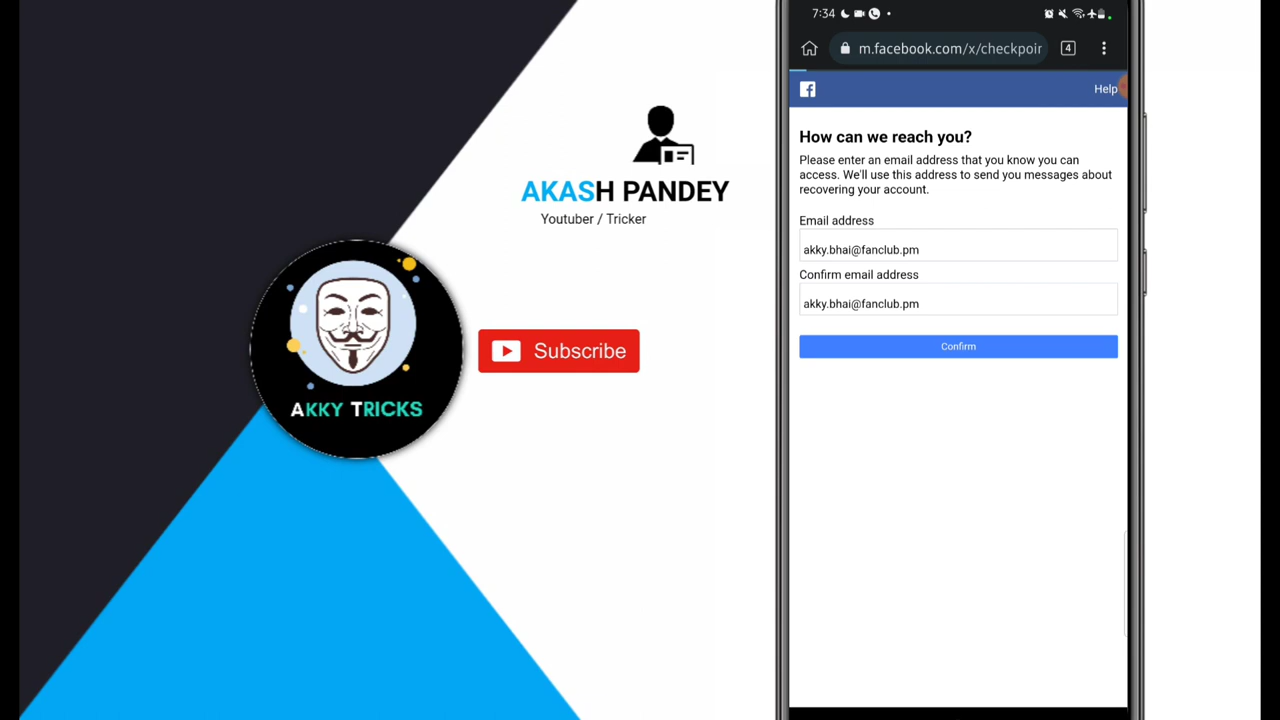 AKASH PANDEY
Youtuber / Tricker
AKKY TRICKS
Subscribe
7:34
m.facebook.com/x/checkpoir
4
Help
How can we reach you?
Please enter an email address that you know you can
access. We'll use this address to send you messages about
recovering your account.
Email address
akky.bhai@fanclub.pm
Confirm email address
akky.bhai@fanclub.pm
Confirm